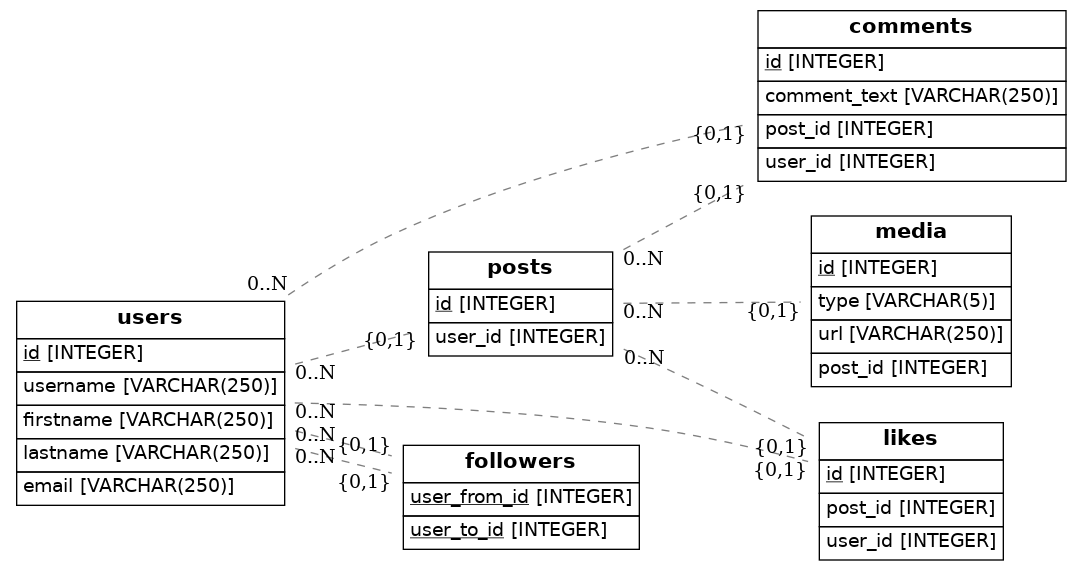 comments
id [INTEGER]
comment_text [VARCHAR(250)]
post_id [INTEGER]
user_id [INTEGER]
{0,1}
0..N
{0,1}
0..N
media
id [INTEGER]
type [VARCHAR(5)]
url [VARCHAR(250)]
post_id [INTEGER]
posts
id [INTEGER]
user_id [INTEGER]
0..N
{0,1}
0..N
{0,1}
users
id [INTEGER]
username [VARCHAR(250)]
firstname [VARCHAR(250)]
lastname [VARCHAR(250)]
email [VARCHAR(250)]
{0,1}
0..N
0..N
0..N
0..N
{0,1}
{0,1}
{0,1}
followers
user_from_id [INTEGER]
user_to_id [INTEGER]
likes
id [INTEGER]
post_id [INTEGER]
user_id [INTEGER]